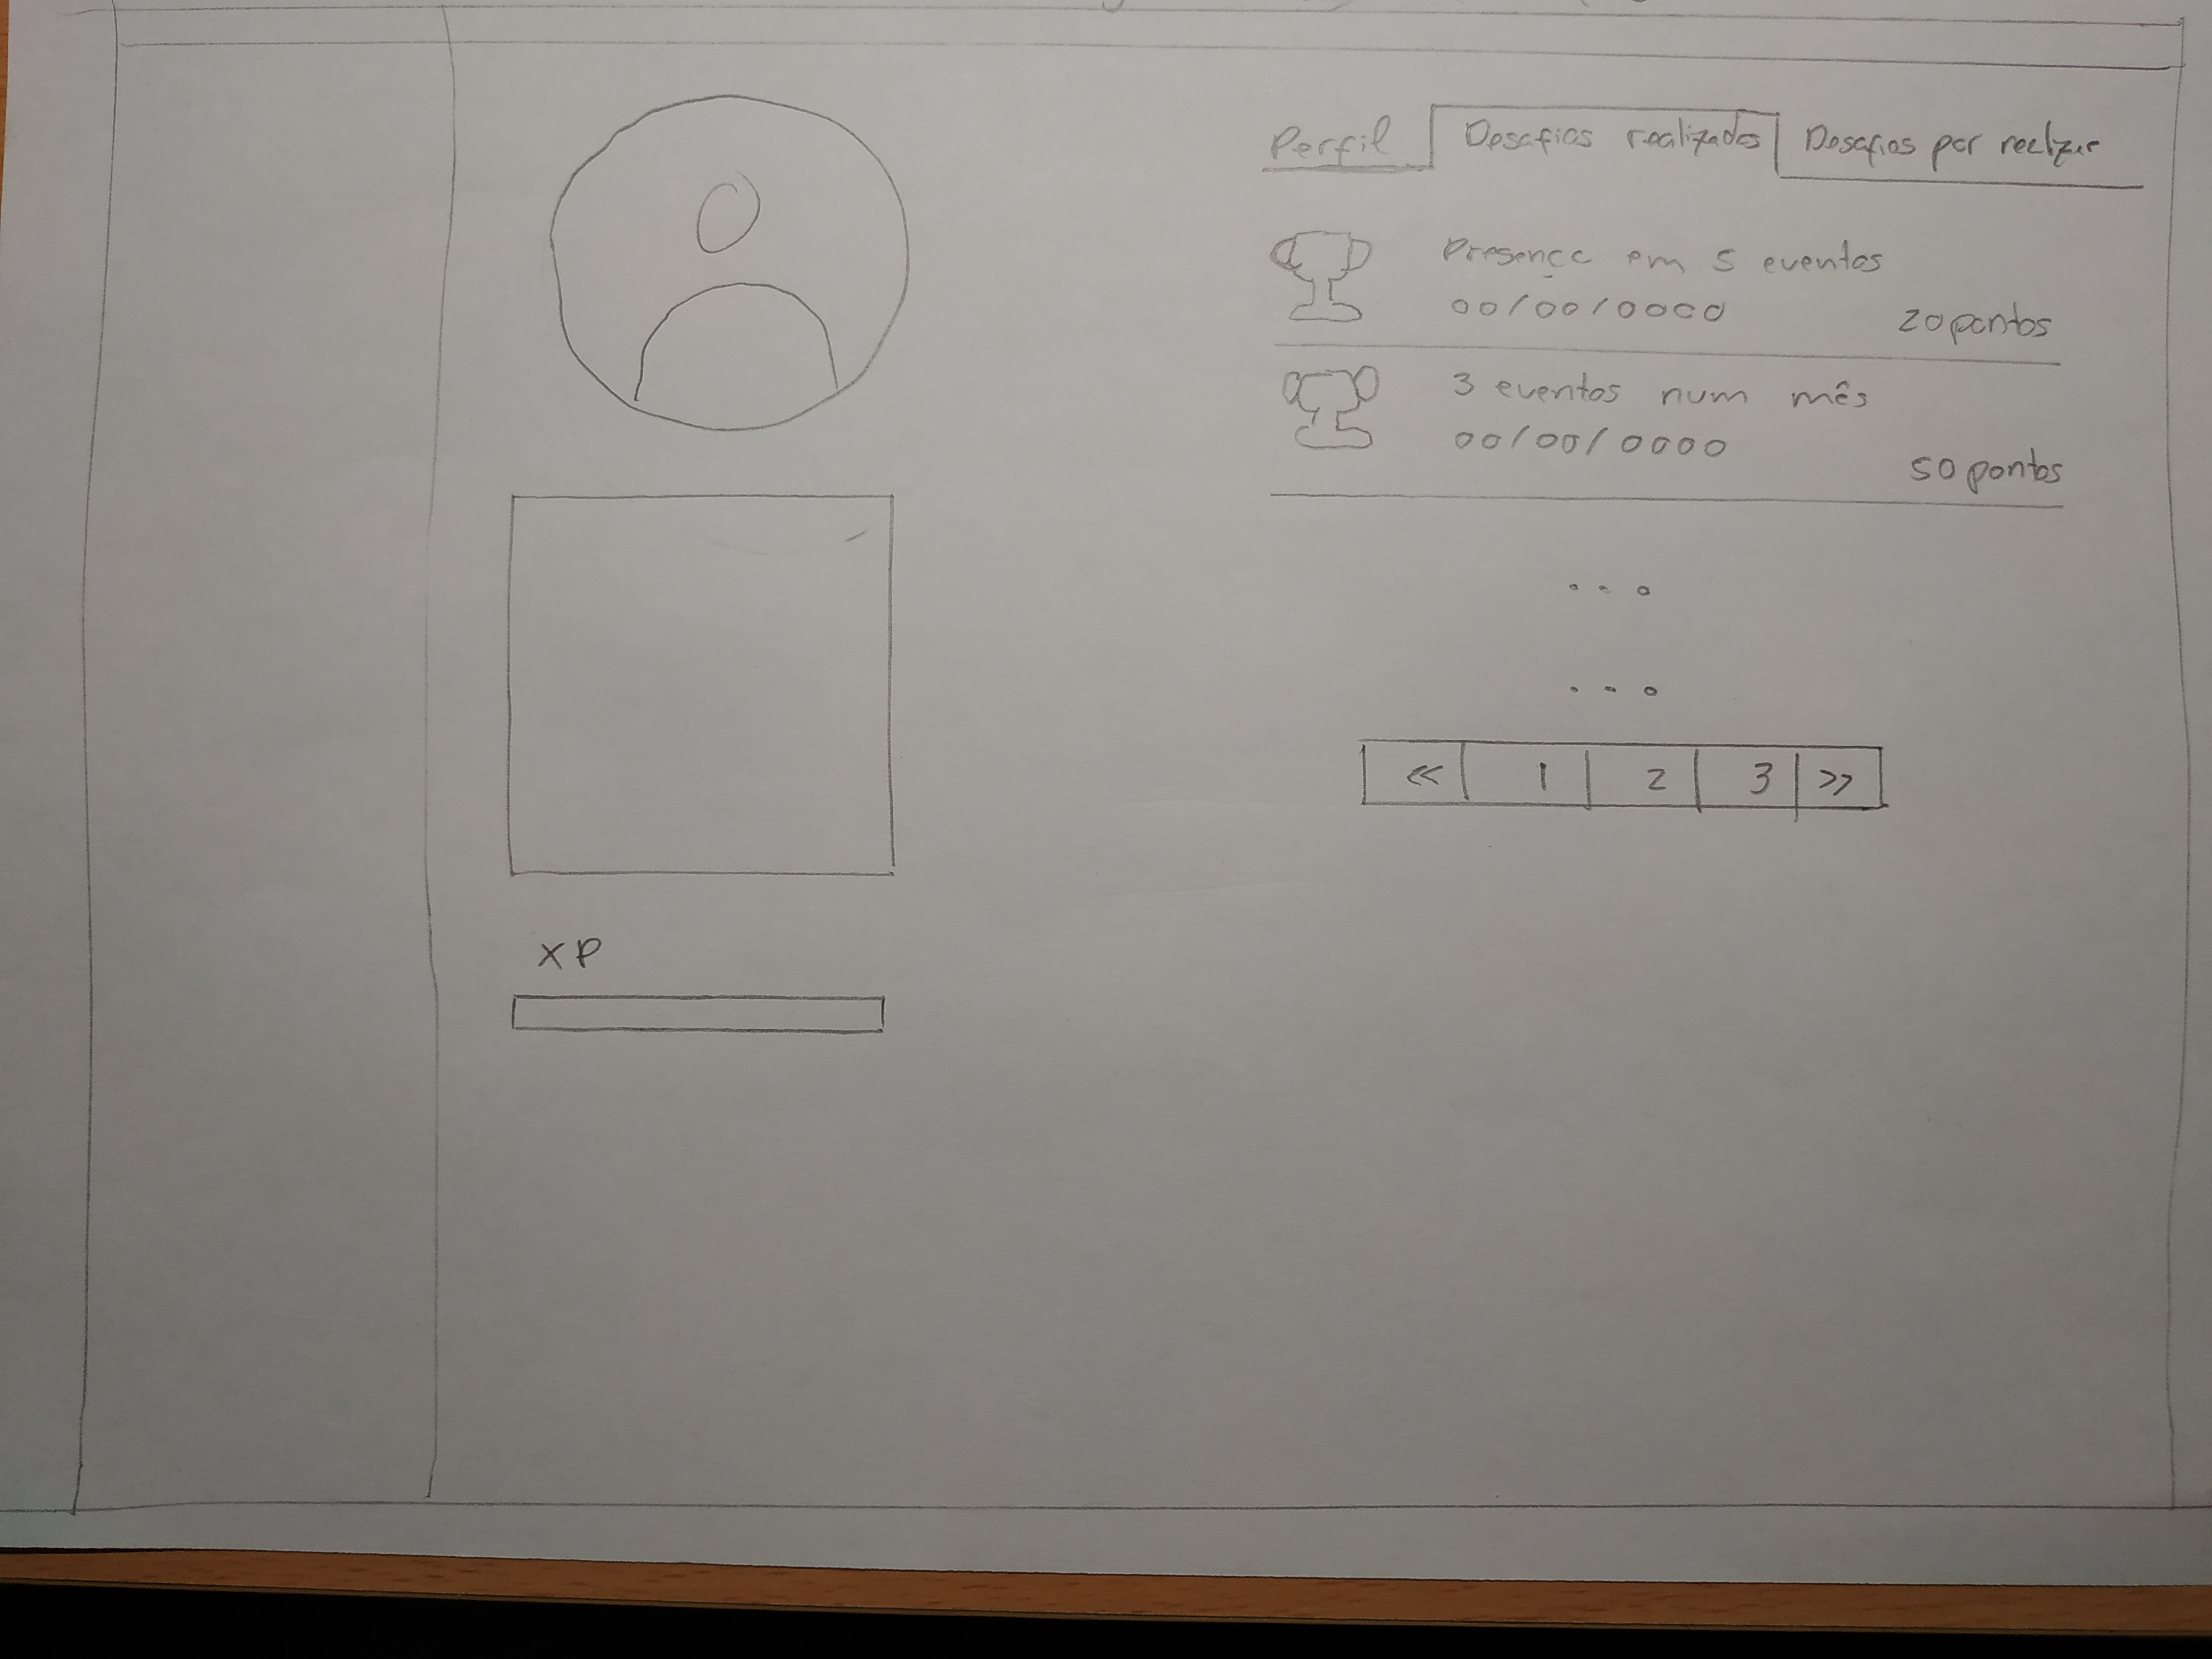 Perfil
Desafios realizados
Desafios por realizar
Presença em 5 eventos
00/00/0000
20 pontos
3 eventos num mês
00/00/0000
50 pontos
...
...
<< 1 2 3 >>
XP